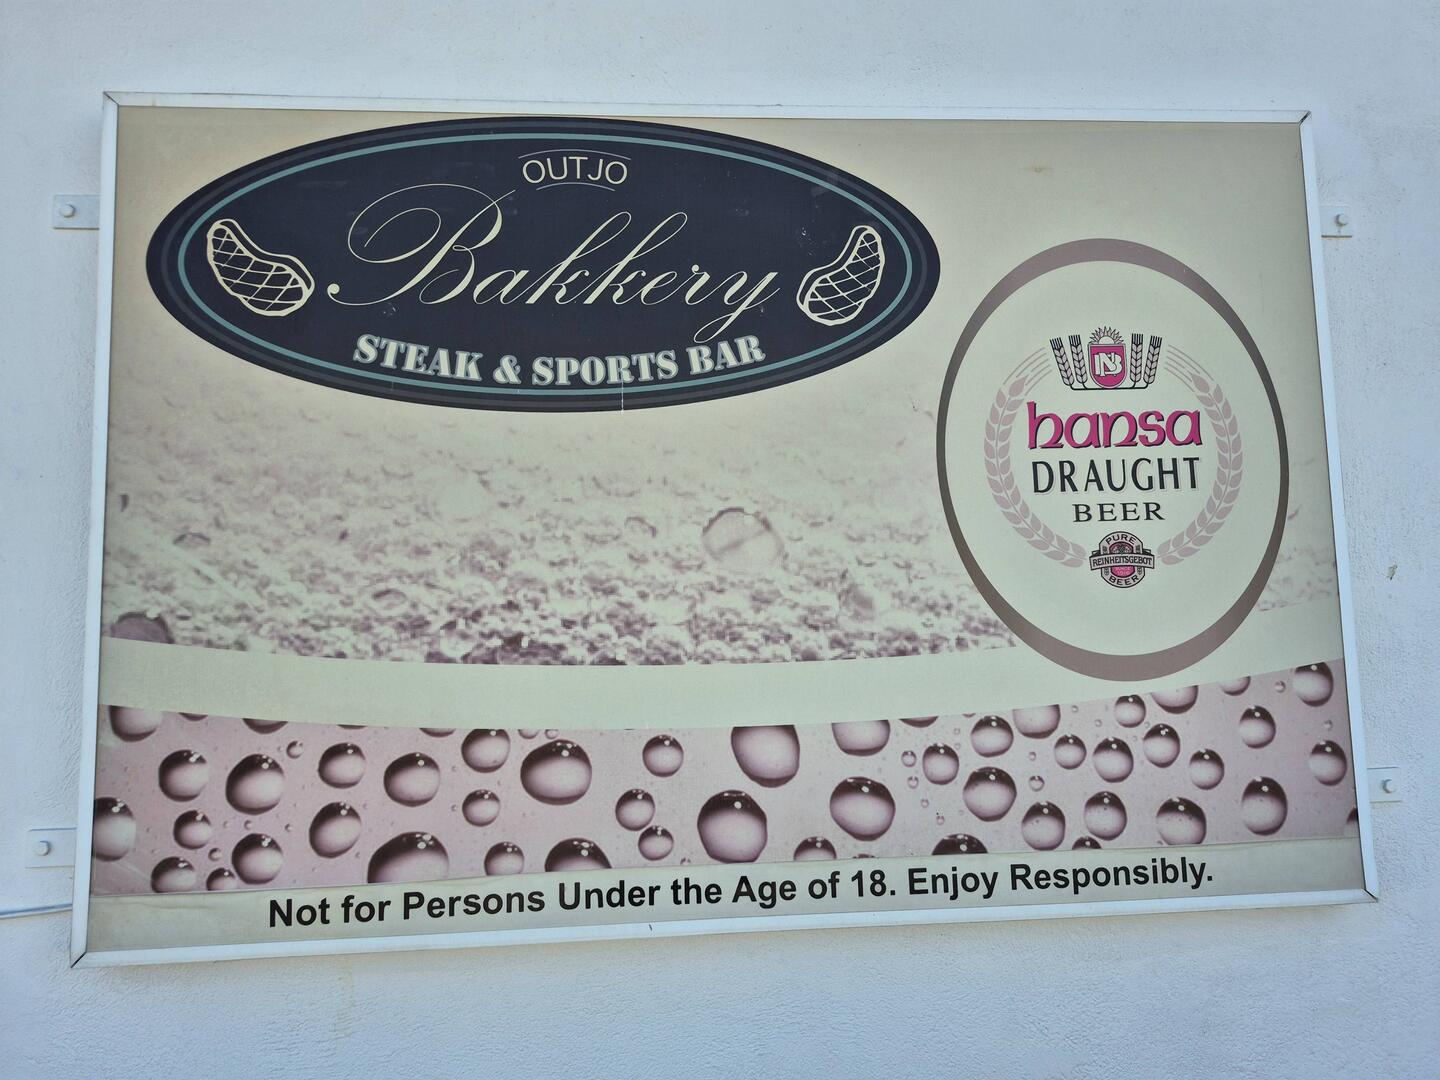 OUTJO
Bakkery
STEAK & SPORTS BAR
NB
hansa
DRAUGHT
BEER
PURE
REINHEITSGEBOT
BEER
Not for Persons Under the Age of 18. Enjoy Responsibly.